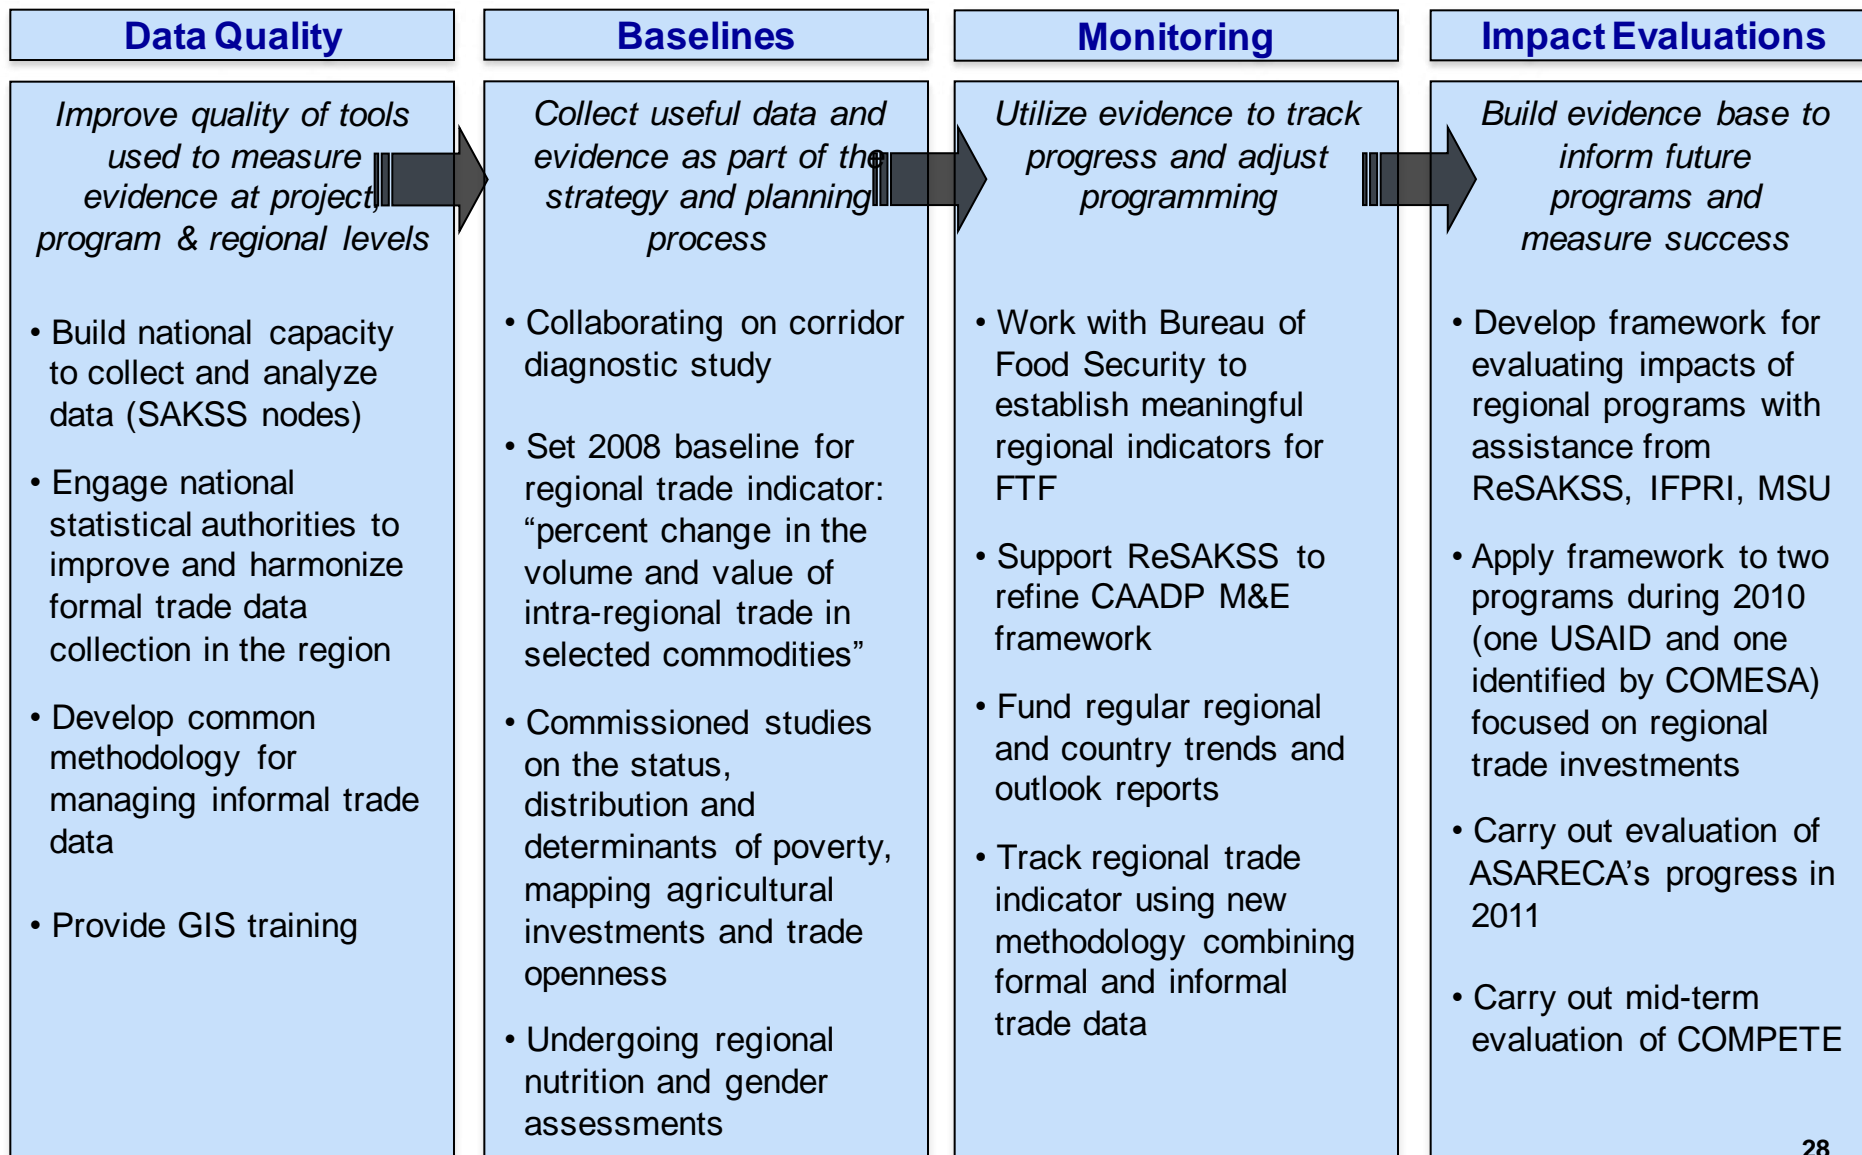 Data Quality
Improve quality of tools
used to measure
evidence at project,
program & regional levels
• Build national capacity
to collect and analyze
data (SAKSS nodes)
• Engage national
statistical authorities to
improve and harmonize
formal trade data
collection in the region
• Develop common
methodology for
managing informal trade
data
• Provide GIS training
Baselines
Collect useful data and
evidence as part of the
strategy and planning
process
• Collaborating on corridor
diagnostic study
• Set 2008 baseline for
regional trade indicator:
“percent change in the
volume and value of
intra-regional trade in
selected commodities”
• Commissioned studies
on the status,
distribution and
determinants of poverty,
mapping agricultural
investments and trade
openness
• Undergoing regional
nutrition and gender
assessments
Monitoring
Utilize evidence to track
progress and adjust
programming
• Work with Bureau of
Food Security to
establish meaningful
regional indicators for
FTF
• Support ReSAKSS to
refine CAADP M&E
framework
• Fund regular regional
and country trends and
outlook reports
• Track regional trade
indicator using new
methodology combining
formal and informal
trade data
Impact Evaluations
Build evidence base to
inform future
programs and
measure success
• Develop framework for
evaluating impacts of
regional programs with
assistance from
ReSAKSS, IFPRI, MSU
• Apply framework to two
programs during 2010
(one USAID and one
identified by COMESA)
focused on regional
trade investments
• Carry out evaluation of
ASARECA’s progress in
2011
• Carry out mid-term
evaluation of COMPETE
28